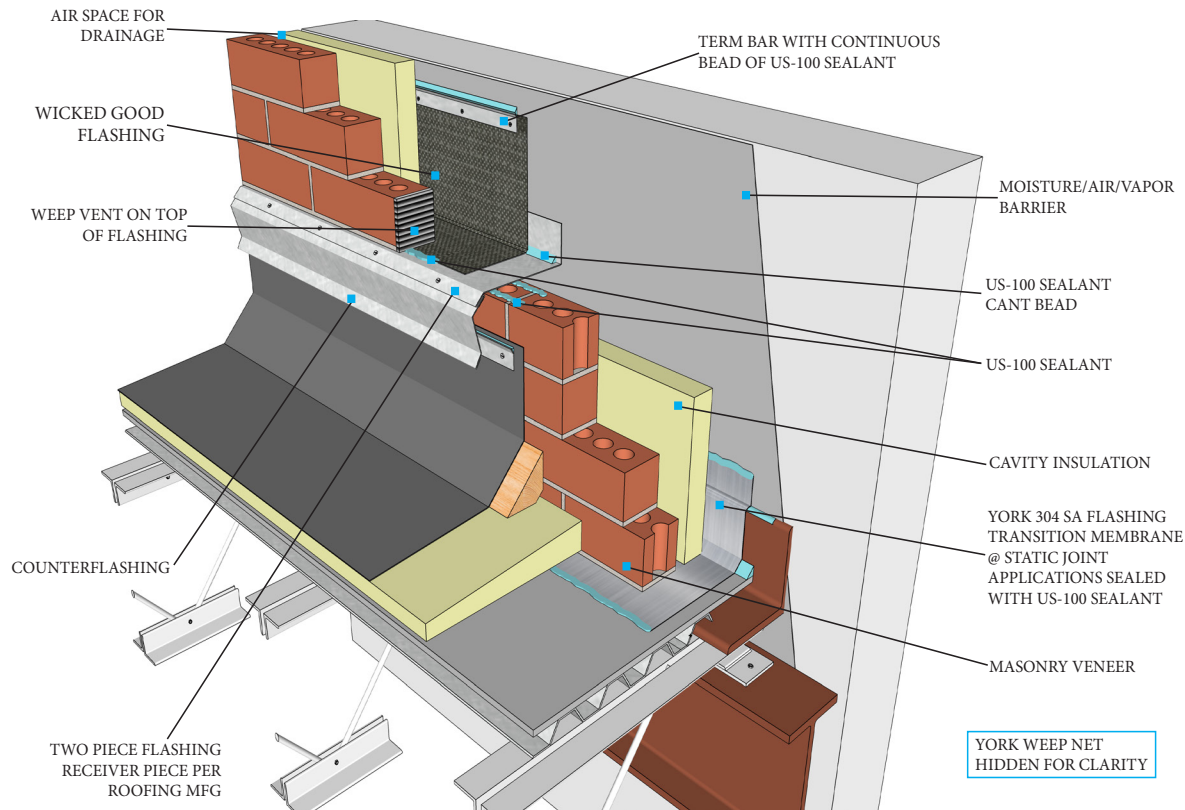 AIR SPACE FOR
DRAINAGE
WICKED GOOD
FLASHING
WEEP VENT ON TOP
OF FLASHING
COUNTERFLASHING
TWO PIECE FLASHING
RECEIVER PIECE PER
ROOFING MFG
TERM BAR WITH CONTINUOUS
BEAD OF US-100 SEALANT
MOISTURE/AIR/VAPOR
BARRIER
US-100 SEALANT
CANT BEAD
US-100 SEALANT
CAVITY INSULATION
YORK 304 SA FLASHING
TRANSITION MEMBRANE
@ STATIC JOINT
APPLICATIONS SEALED
WITH US-100 SEALANT
MASONRY VENEER
YORK WEEP NET
HIDDEN FOR CLARITY